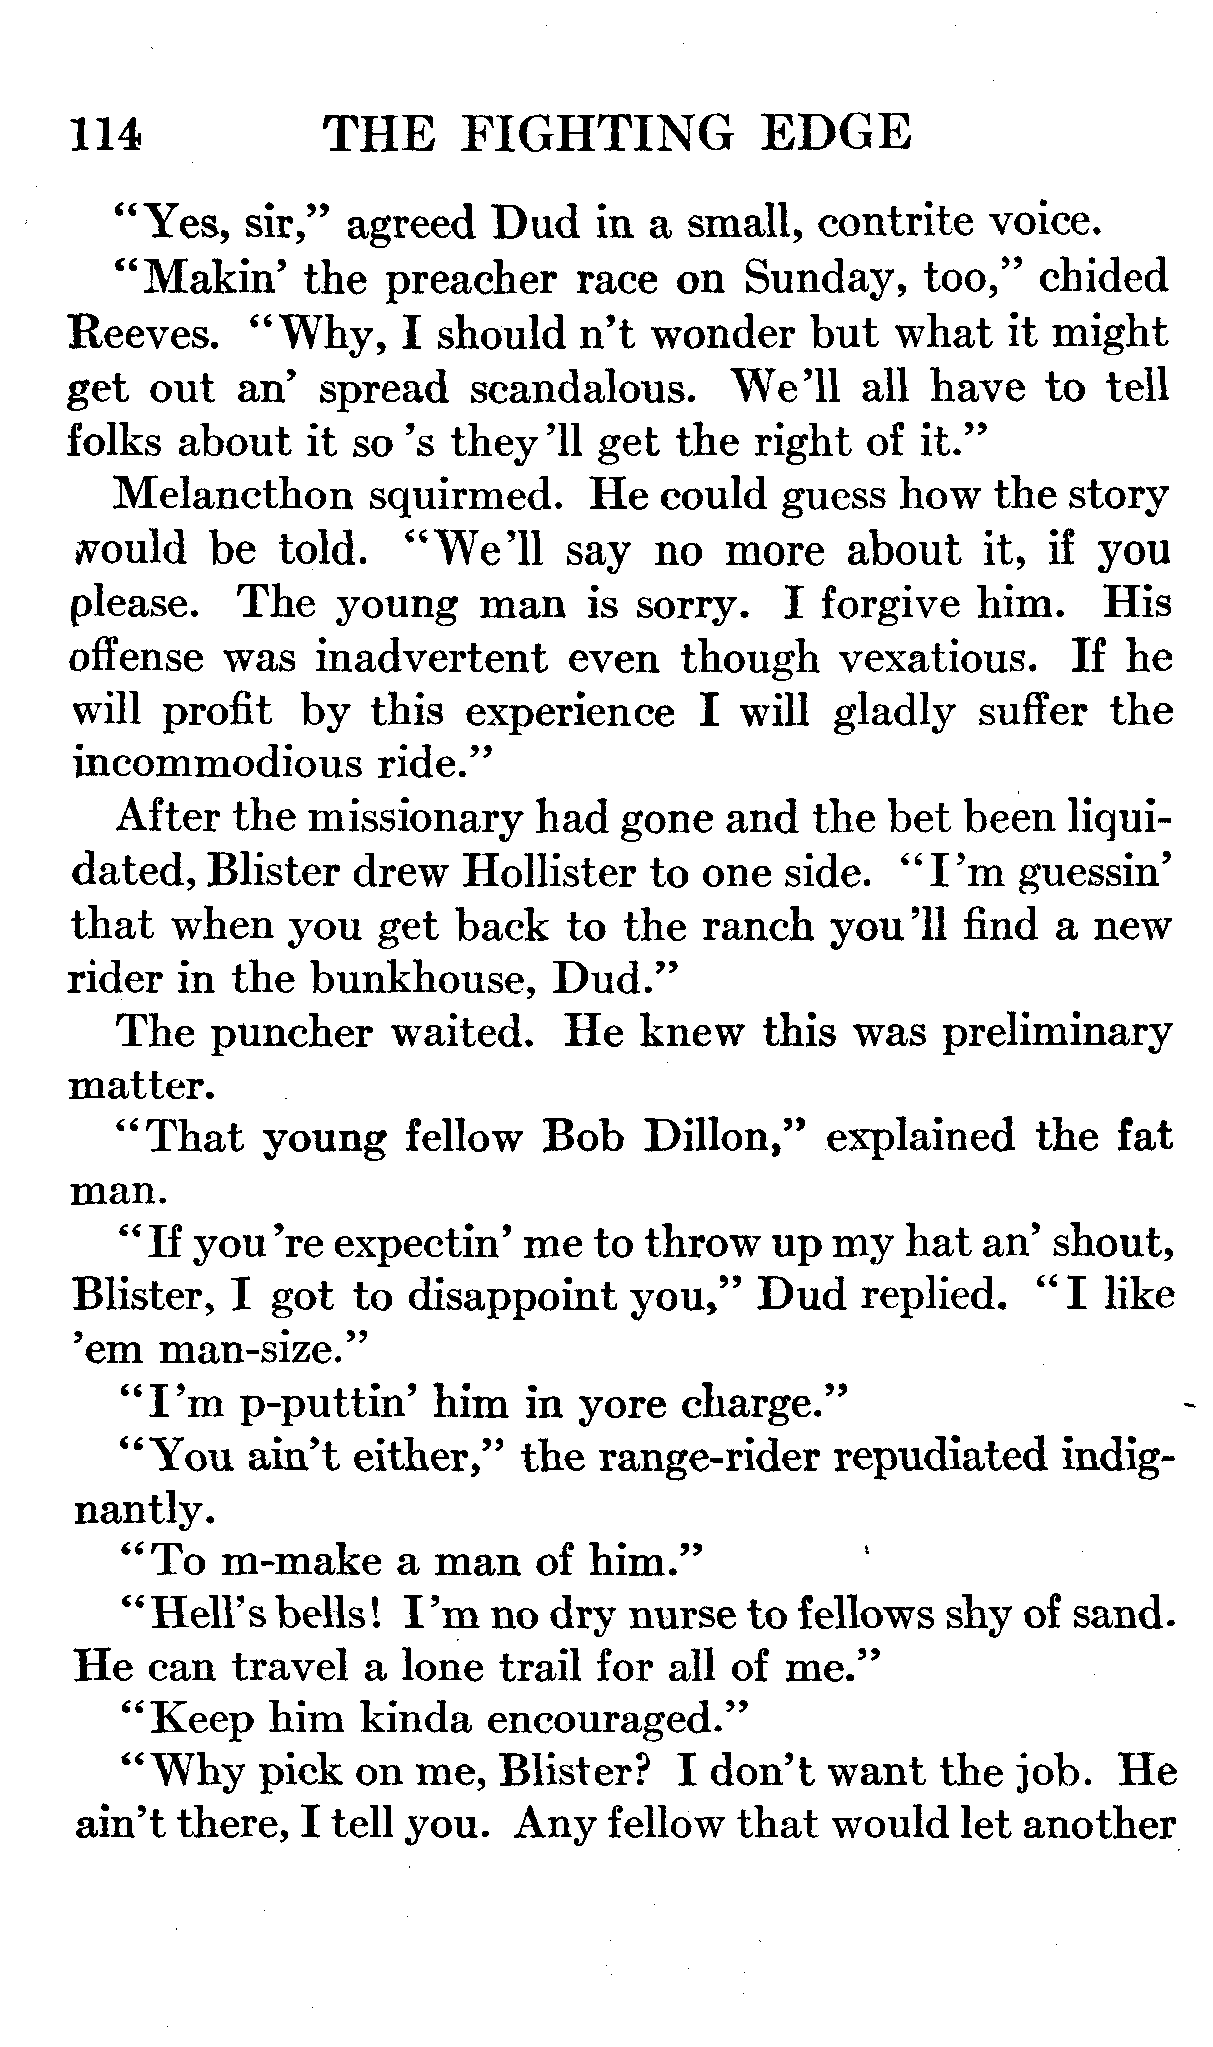 114 THE FIGHTING EDGE
“Yes, sir,” agreed Dud in a small, contrite voice.
“Makin’ the preacher race on Sunday, too,” chided
Reeves. “Why, I should n’t wonder but what it might
get out an’ spread scandalous. We’ll all have to tell
folks about it so ’s they’ll get the right of it.”
Melancthon squirmed. He could guess how the story
would be told. “We’ll say no more about it, if you
please. The young man is sorry. I forgive him. His
offense was inadvertent even though vexatious. If he
will profit by this experience I will gladly suffer the
incommodious ride.”
After the missionary had gone and the bet been liqui-
dated, Blister drew Hollister to one side. “I’m guessin’
that when you get back to the ranch you’ll find a new
rider in the bunkhouse, Dud.”
The puncher waited. He knew this was preliminary
matter.
“That young fellow Bob Dillon,” explained the fat
man.
“If you’re expectin’ me to throw up my hat an’ shout,
Blister, I got to disappoint you,” Dud replied. “I like
’em man-size.”
“I’m p-puttin’ him in yore charge.”
“You ain’t either,” the range-rider repudiated indig-
nantly.
“To m-make a man of him.”
“Hell’s bells! I’m no dry nurse to fellows shy of sand.
He can travel a lone trail for all of me.”
“Keep him kinda encouraged.”
“Why pick on me, Blister? I don’t want the job. He
ain’t there, I tell you. Any fellow that would let another